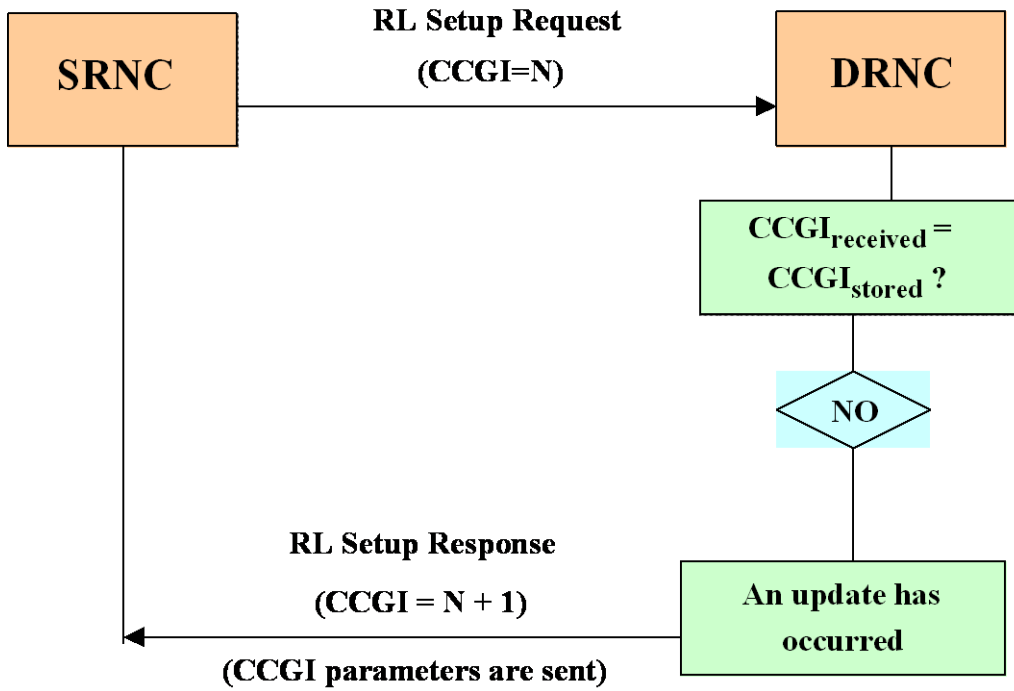 RL Setup Request
(CCGI=N)
SRNC
DRNC
CCGIreceived =
CCGIstored ?
NO
RL Setup Response
(CCGI = N + 1)
(CCGI parameters are sent)
An update has
occurred